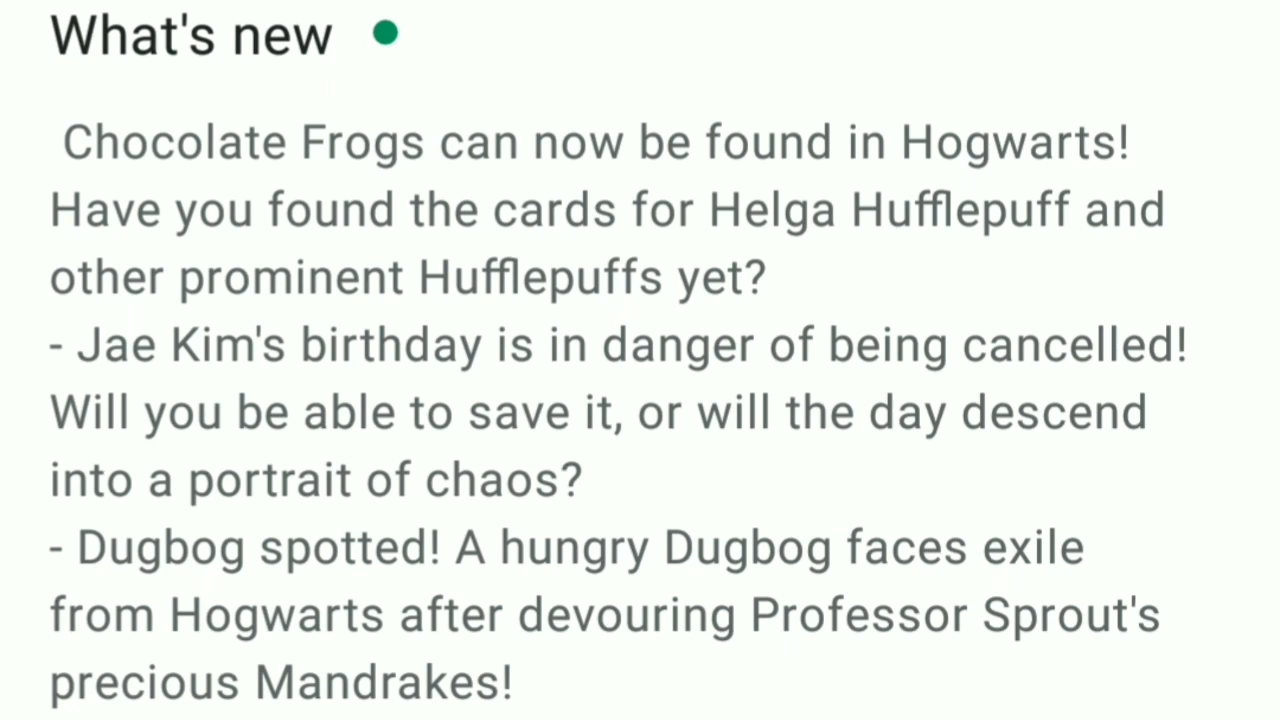 What's new
Chocolate Frogs can now be found in Hogwarts!
Have you found the cards for Helga Hufflepuff and
other prominent Hufflepuffs yet?
- Jae Kim's birthday is in danger of being cancelled!
Will you be able to save it, or will the day descend
into a portrait of chaos?
- Dugbog spotted! A hungry Dugbog faces exile
from Hogwarts after devouring Professor Sprout's
precious Mandrakes!